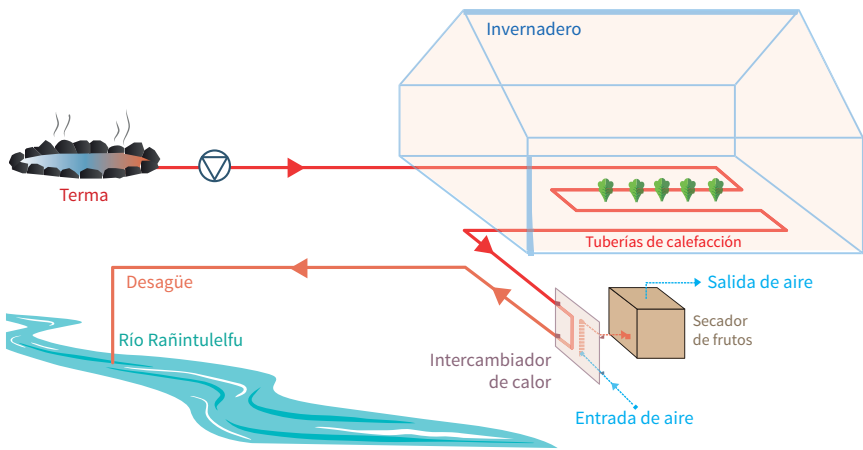 Invernadero
Terma
Tuberías de calefacción
Desagüe
Salida de aire
Secador
de frutos
Río Rañintulelfu
Intercambiador
de calor
Entrada de aire